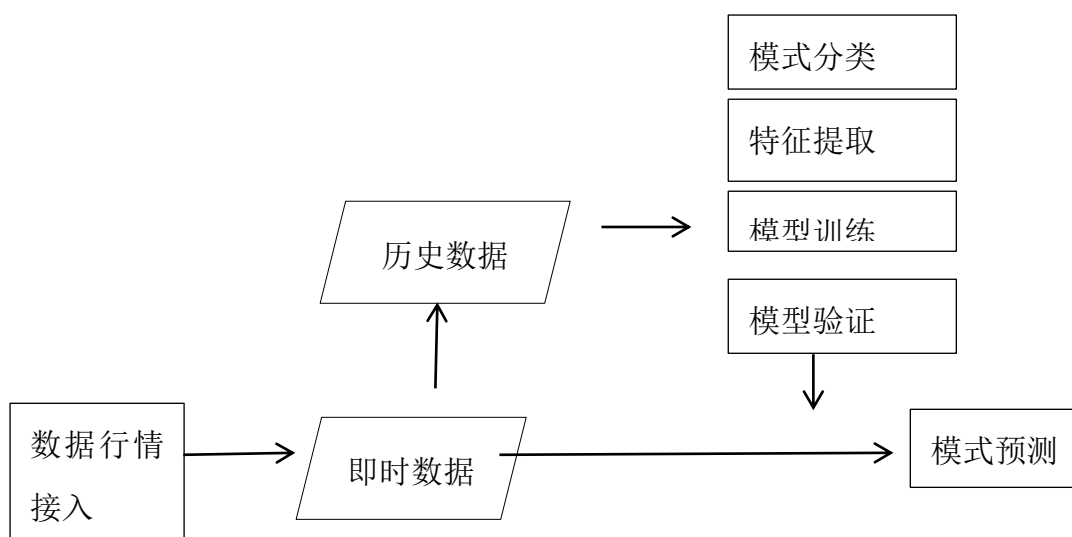 模式分类
特征提取
模型训练
历史数据
模型验证
数据行情
接入
即时数据
模式预测